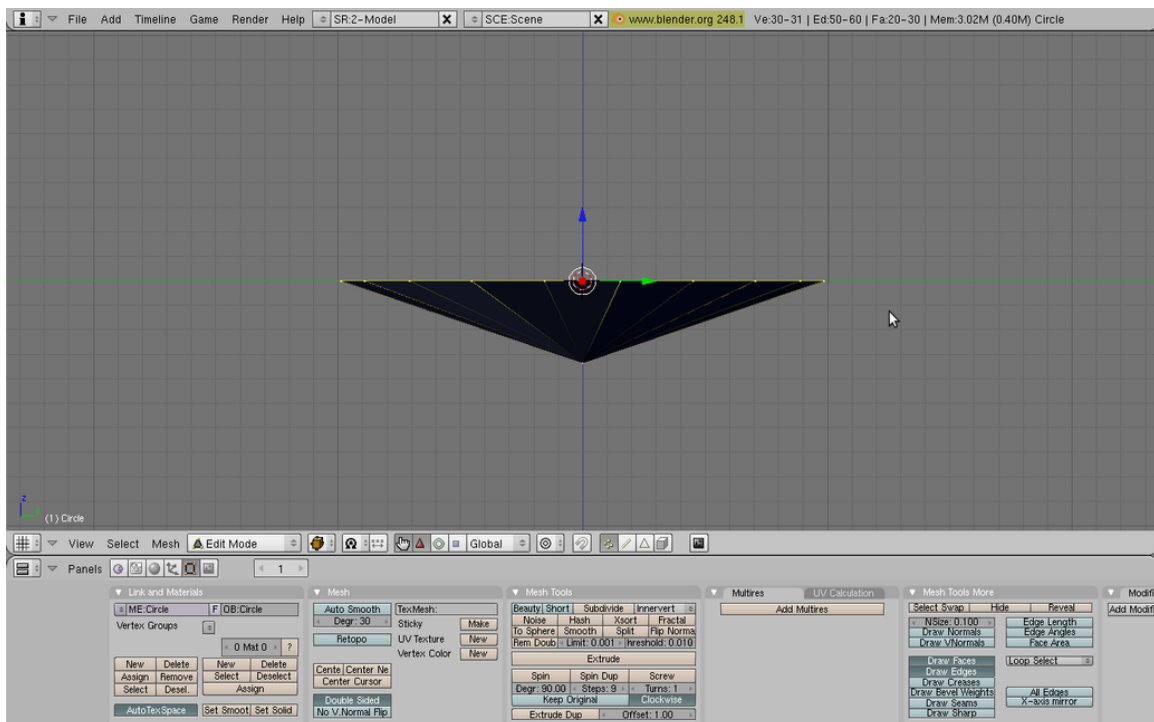 File Add Timeline Game Render Help SR:2-Model SCE:Scene www.blender.org 248.1 Ve:30-31 | Ed:50-60 | Fa:20-30 | Mem:3.02M (0.40M) Circle
z
y
(1) Circle
View Select Mesh Edit Mode Global
Panels 1
Link and Materials
ME:Circle F OB:Circle
Vertex Groups
0 Mat 0 ?
New Delete New Delete
Assign Remove Select Deselect
Select Desel. Assign
AutoTexSpace Set Smoot Set Solid
Mesh
Auto Smooth TexMesh:
Degr: 30 Sticky Make
Retopo UV Texture New
Vertex Color New
Cente Center Ne
Center Cursor
Double Sided
No V.Normal Flip
Mesh Tools
Beauty Short Subdivide Innervert
Noise Hash Xsort Fractal
To Sphere Smooth Split Flip Norma
Rem Doub Limit: 0.001 hreshold: 0.010
Extrude
Spin Spin Dup Screw
Degr: 90.00 Steps: 9 Turns: 1
Keep Original Clockwise
Extrude Dup Offset: 1.00
Multires UV Calculation
Add Multires
Mesh Tools More
Select Swap Hide Reveal
NSize: 0.100 Edge Length
Draw Normals Edge Angles
Draw VNormals Face Area
Draw Faces Loop Select
Draw Edges
Draw Creases
Draw Bevel Weights All Edges
Draw Seams X-axis mirror
Draw Sharp
Modifi
Add Modif